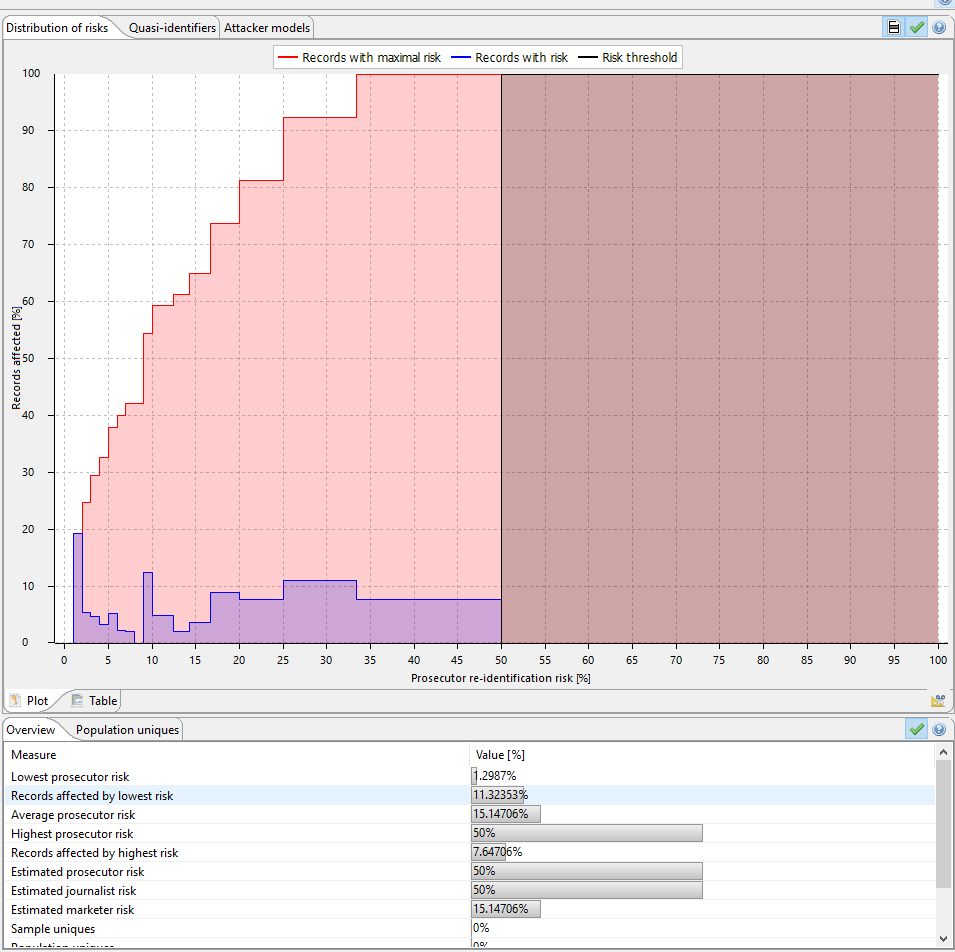 Distribution of risks Quasi-identifiers Attacker models
Records with maximal risk Records with risk Risk threshold
100
90
80
70
60
50
40
30
20
10
0
Records affected [%]
0 5 10 15 20 25 30 35 40 45 50 55 60 65 70 75 80 85 90 95 100
Prosecutor re-identification risk [%]
Plot Table
Overview Population uniques
Measure Value [%]
Lowest prosecutor risk 1.2987%
Records affected by lowest risk 11.32353%
Average prosecutor risk 15.14706%
Highest prosecutor risk 50%
Records affected by highest risk 7.64706%
Estimated prosecutor risk 50%
Estimated journalist risk 50%
Estimated marketer risk 15.14706%
Sample uniques 0%
Population uniques 0%